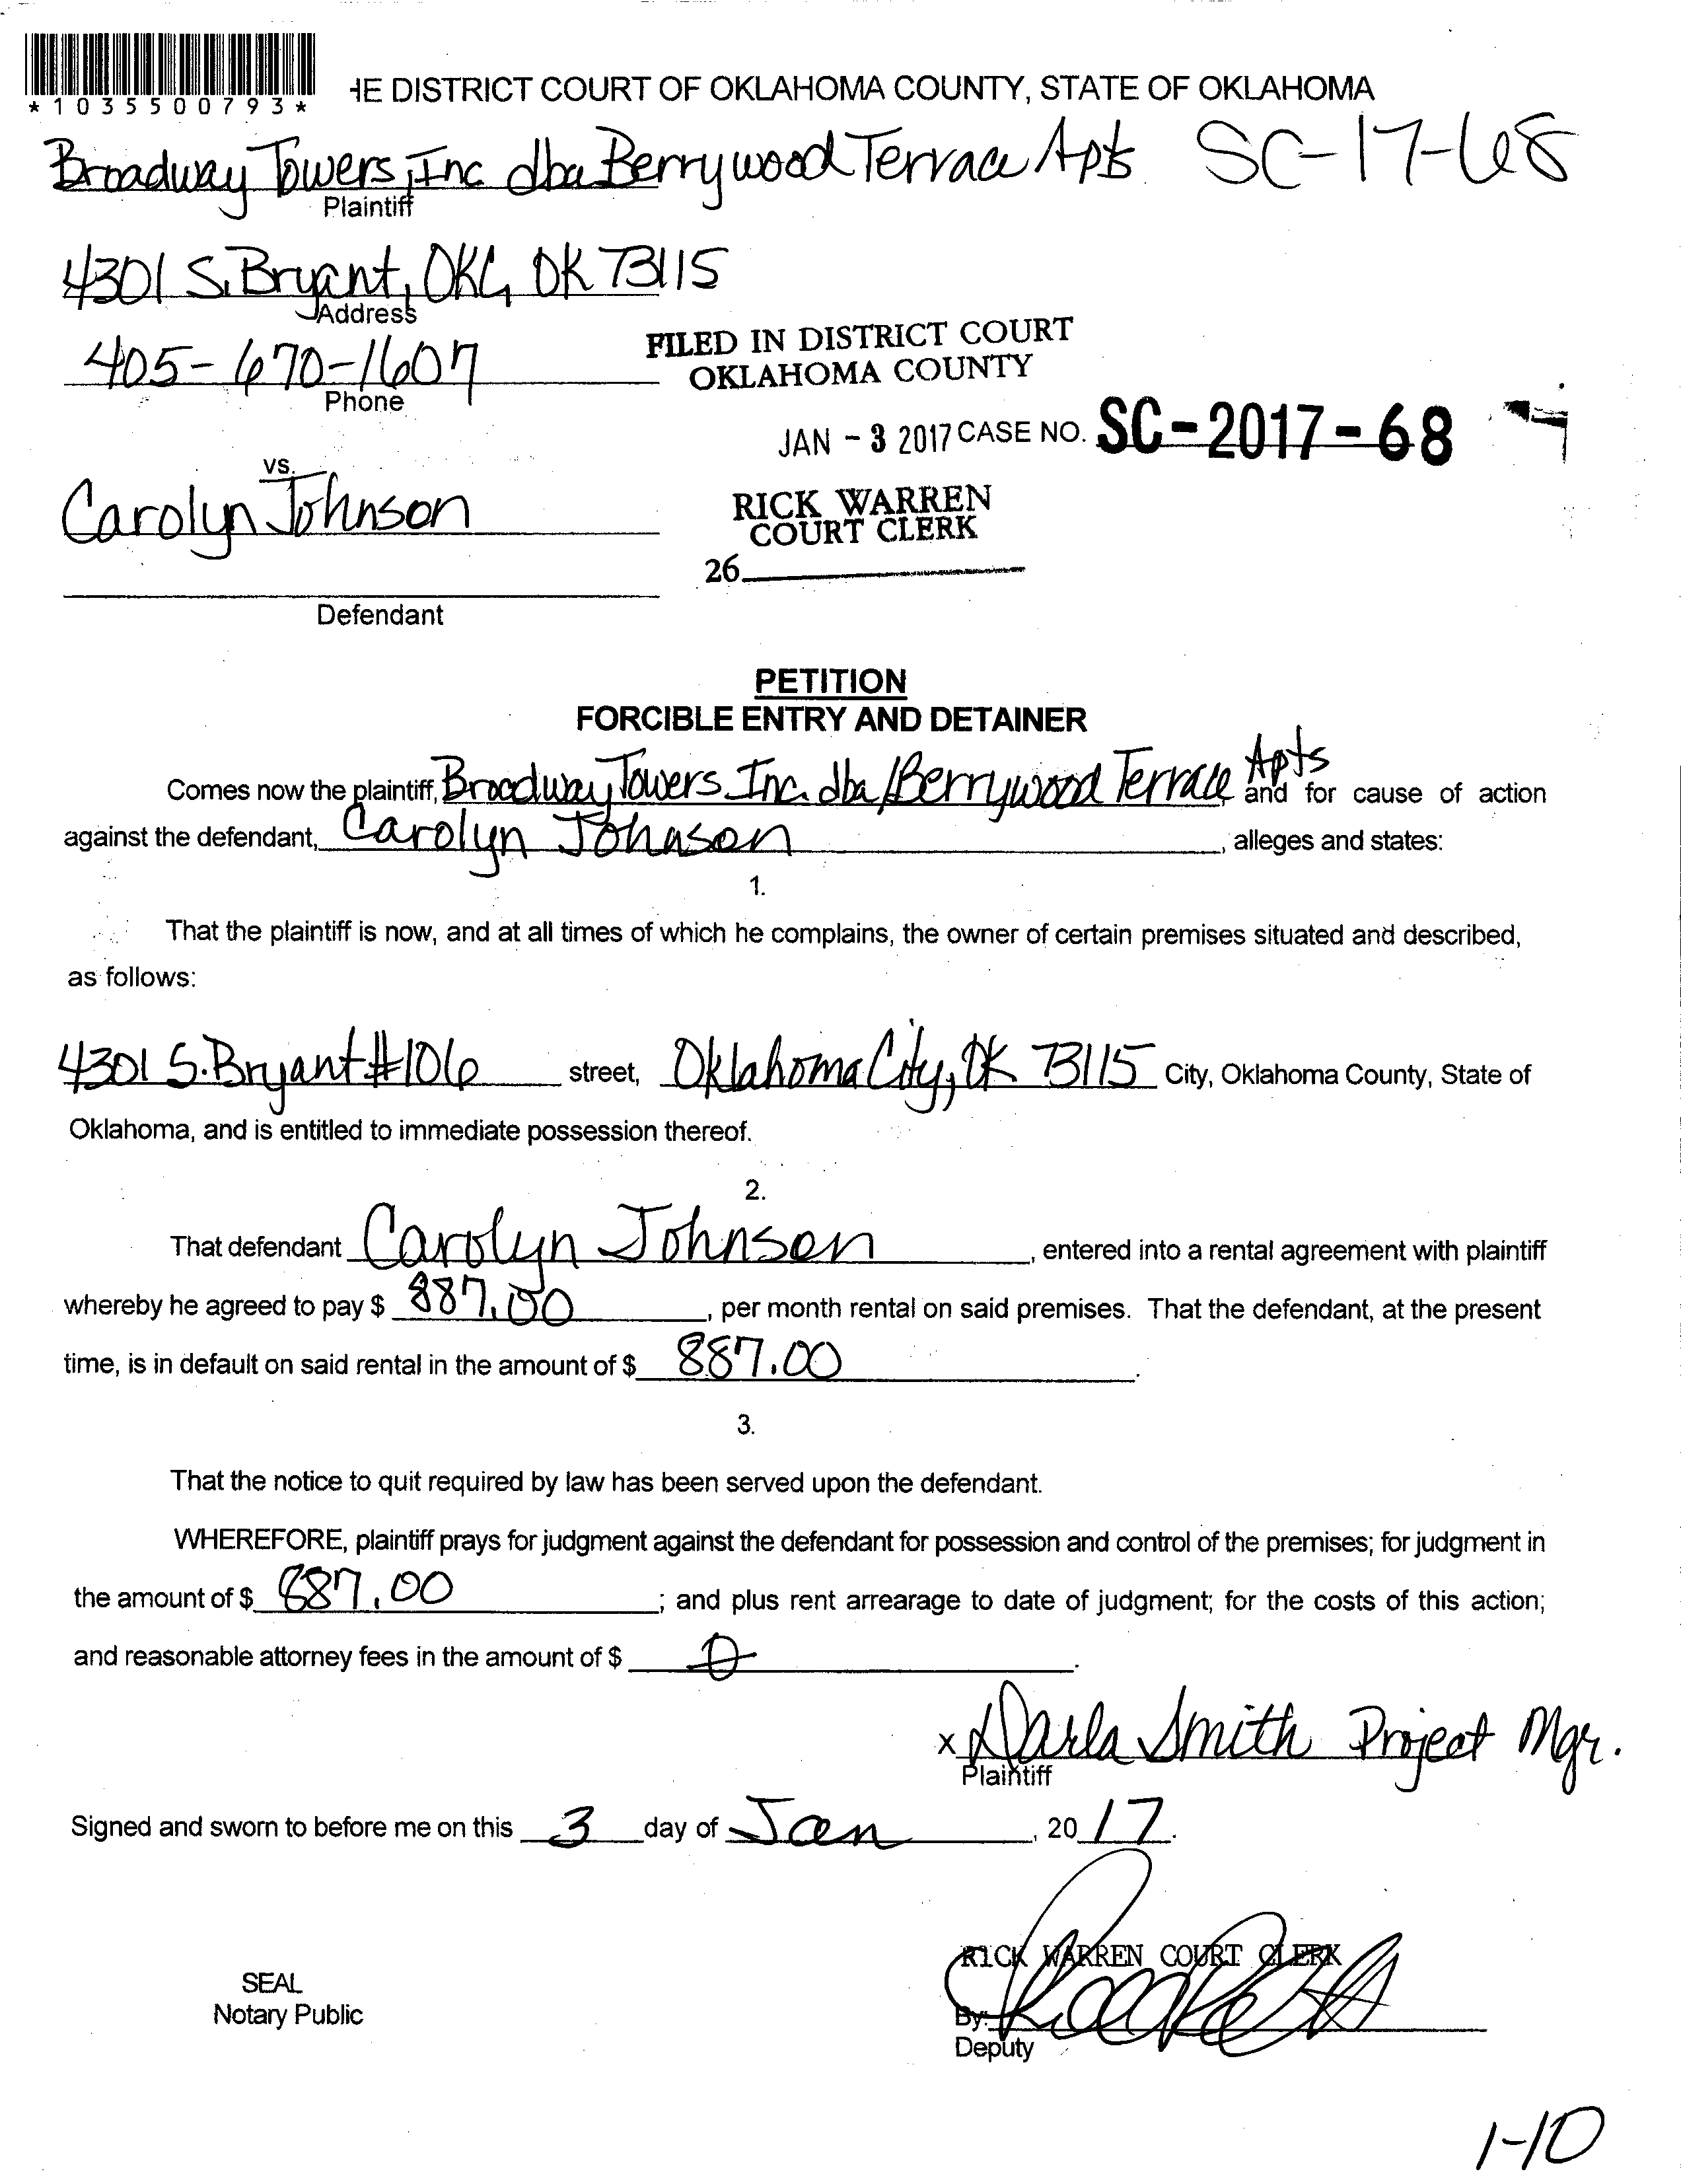 *1035500793*
HE DISTRICT COURT OF OKLAHOMA COUNTY, STATE OF OKLAHOMA
Broadway Towers, Inc dba Berrywood Terrace Apts SC-17-68
Plaintiff
4301 S. Bryant, OKC, OK 73115
Address
405-670-1607
Phone
FILED IN DISTRICT COURT
OKLAHOMA COUNTY
JAN - 3 2017 CASE NO. SC-2017-68
vs.
Carolyn Johnson
RICK WARREN
COURT CLERK
26
Defendant
PETITION
FORCIBLE ENTRY AND DETAINER
Comes now the plaintiff, Broadway Towers Inc. dba/Berrywood Terrace Apts and for cause of action
against the defendant, Carolyn Johnson, alleges and states:
1.
That the plaintiff is now, and at all times of which he complains, the owner of certain premises situated and described,
as follows:
4301 S. Bryant #106 street, Oklahoma City, OK 73115 City, Oklahoma County, State of
Oklahoma, and is entitled to immediate possession thereof.
2.
That defendant Carolyn Johnson, entered into a rental agreement with plaintiff
whereby he agreed to pay $ 887.00, per month rental on said premises. That the defendant, at the present
time, is in default on said rental in the amount of $ 887.00.
3.
That the notice to quit required by law has been served upon the defendant.
WHEREFORE, plaintiff prays for judgment against the defendant for possession and control of the premises; for judgment in
the amount of $ 887.00; and plus rent arrearage to date of judgment; for the costs of this action;
and reasonable attorney fees in the amount of $ 0.
x Darla Smith Project Mgr.
Plaintiff
Signed and sworn to before me on this 3 day of Jan, 2017.
RICK WARREN COURT CLERK
SEAL
Notary Public
By:
Deputy
1-10